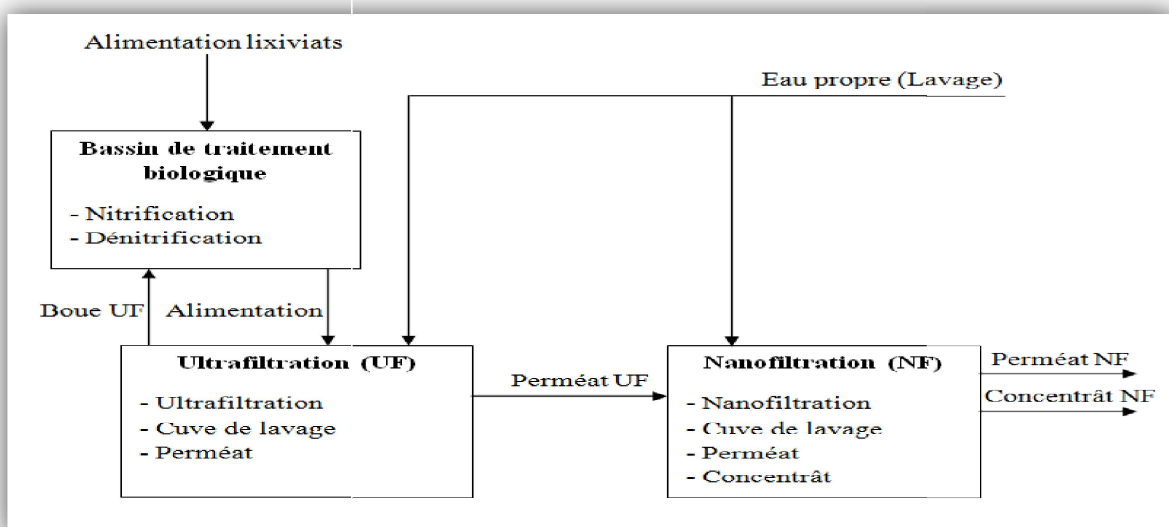 Alimentation lixiviats
Eau propre (Lavage)
Bassin de traitement
biologique
- Nitrification
- Dénitrification
Boue UF
Alimentation
Ultrafiltration (UF)
- Ultrafiltration
- Cuve de lavage
- Perméat
Perméat UF
Nanofiltration (NF)
- Nanofiltration
- Cuve de lavage
- Perméat
- Concentrât
Perméat NF
Concentrât NF